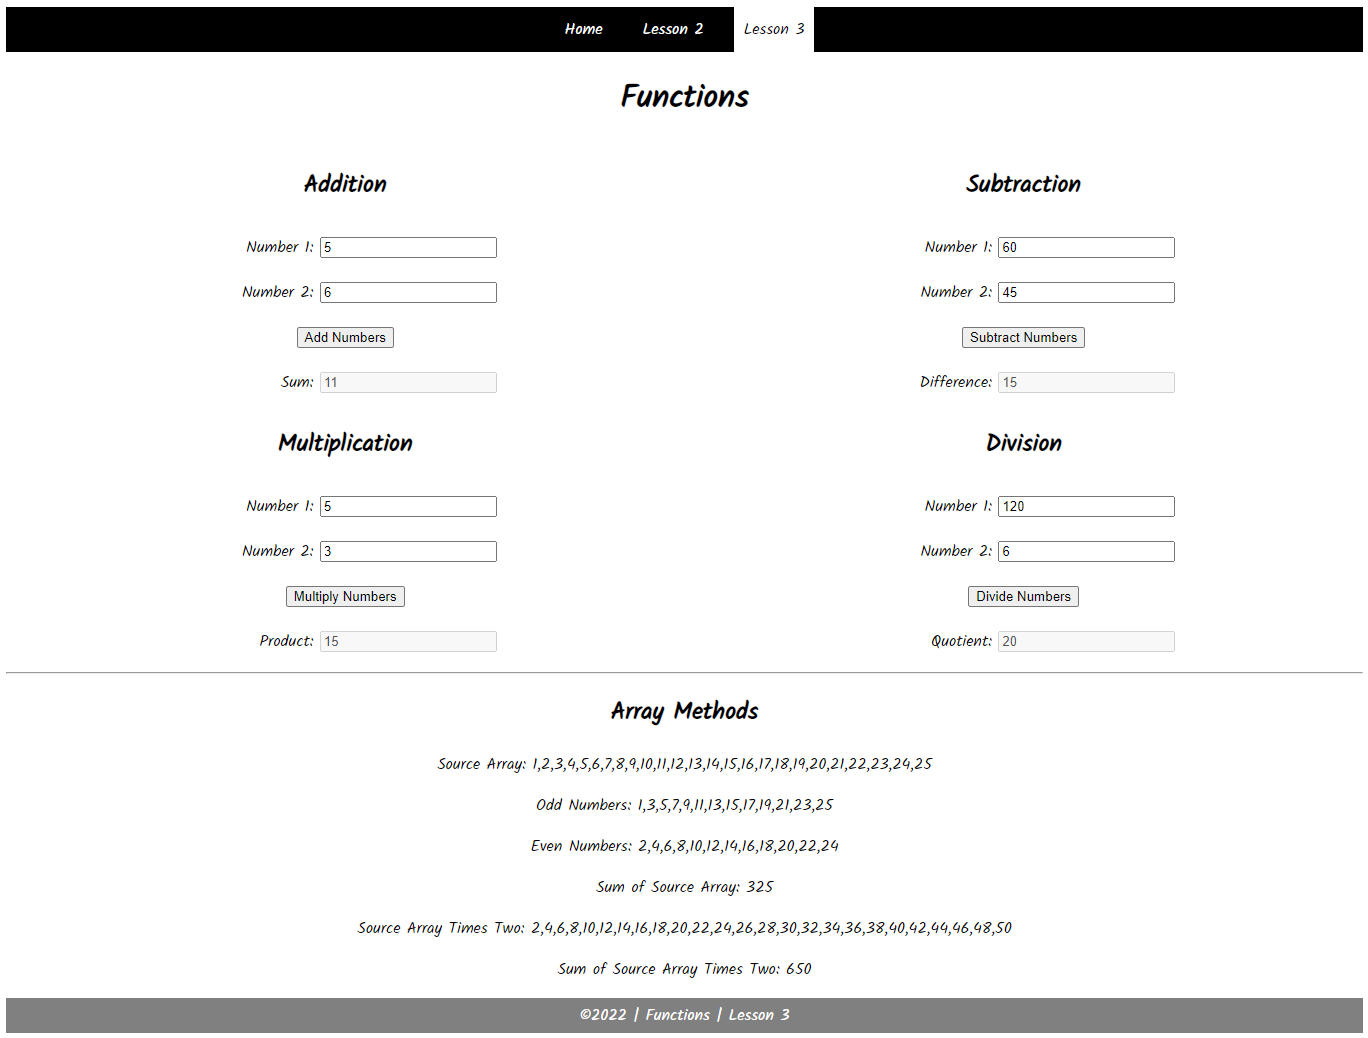 Home Lesson 2 Lesson 3
Functions
Addition
Number 1: 5
Number 2: 6
Add Numbers
Sum: 11
Subtraction
Number 1: 60
Number 2: 45
Subtract Numbers
Difference: 15
Multiplication
Number 1: 5
Number 2: 3
Multiply Numbers
Product: 15
Division
Number 1: 120
Number 2: 6
Divide Numbers
Quotient: 20
Array Methods
Source Array: 1,2,3,4,5,6,7,8,9,10,11,12,13,14,15,16,17,18,19,20,21,22,23,24,25
Odd Numbers: 1,3,5,7,9,11,13,15,17,19,21,23,25
Even Numbers: 2,4,6,8,10,12,14,16,18,20,22,24
Sum of Source Array: 325
Source Array Times Two: 2,4,6,8,10,12,14,16,18,20,22,24,26,28,30,32,34,36,38,40,42,44,46,48,50
Sum of Source Array Times Two: 650
©2022 | Functions | Lesson 3